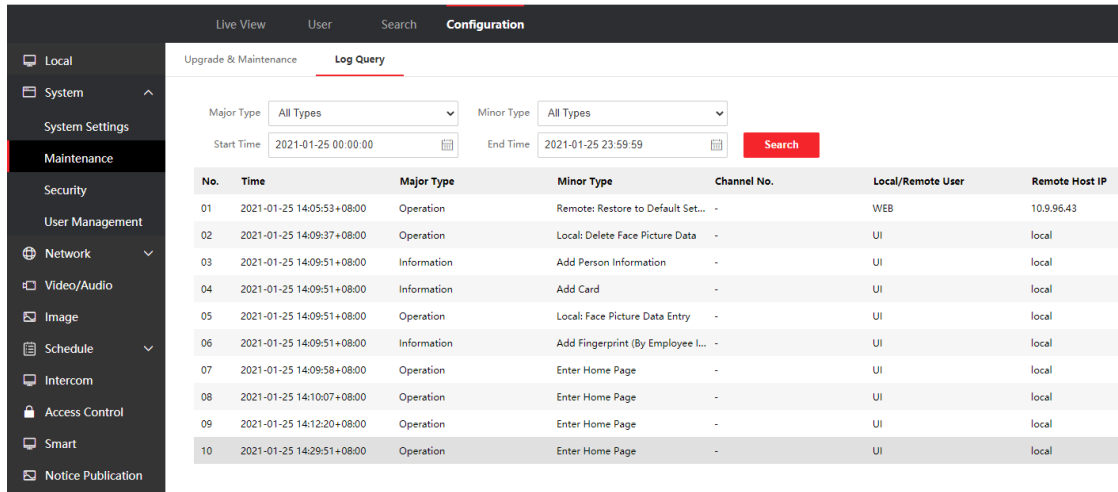 Live View User Search Configuration
Local
System
System Settings
Maintenance
Security
User Management
Network
Video/Audio
Image
Schedule
Intercom
Access Control
Smart
Notice Publication
Upgrade & Maintenance Log Query
Major Type All Types Minor Type All Types
Start Time 2021-01-25 00:00:00 End Time 2021-01-25 23:59:59 Search
No. Time Major Type Minor Type Channel No. Local/Remote User Remote Host IP
01 2021-01-25 14:05:53+08:00 Operation Remote: Restore to Default Set... - WEB 10.9.96.43
02 2021-01-25 14:09:37+08:00 Operation Local: Delete Face Picture Data - UI local
03 2021-01-25 14:09:51+08:00 Information Add Person Information - UI local
04 2021-01-25 14:09:51+08:00 Information Add Card - UI local
05 2021-01-25 14:09:51+08:00 Operation Local: Face Picture Data Entry - UI local
06 2021-01-25 14:09:51+08:00 Information Add Fingerprint (By Employee I... - UI local
07 2021-01-25 14:09:58+08:00 Operation Enter Home Page - UI local
08 2021-01-25 14:10:07+08:00 Operation Enter Home Page - UI local
09 2021-01-25 14:12:20+08:00 Operation Enter Home Page - UI local
10 2021-01-25 14:29:51+08:00 Operation Enter Home Page - UI local